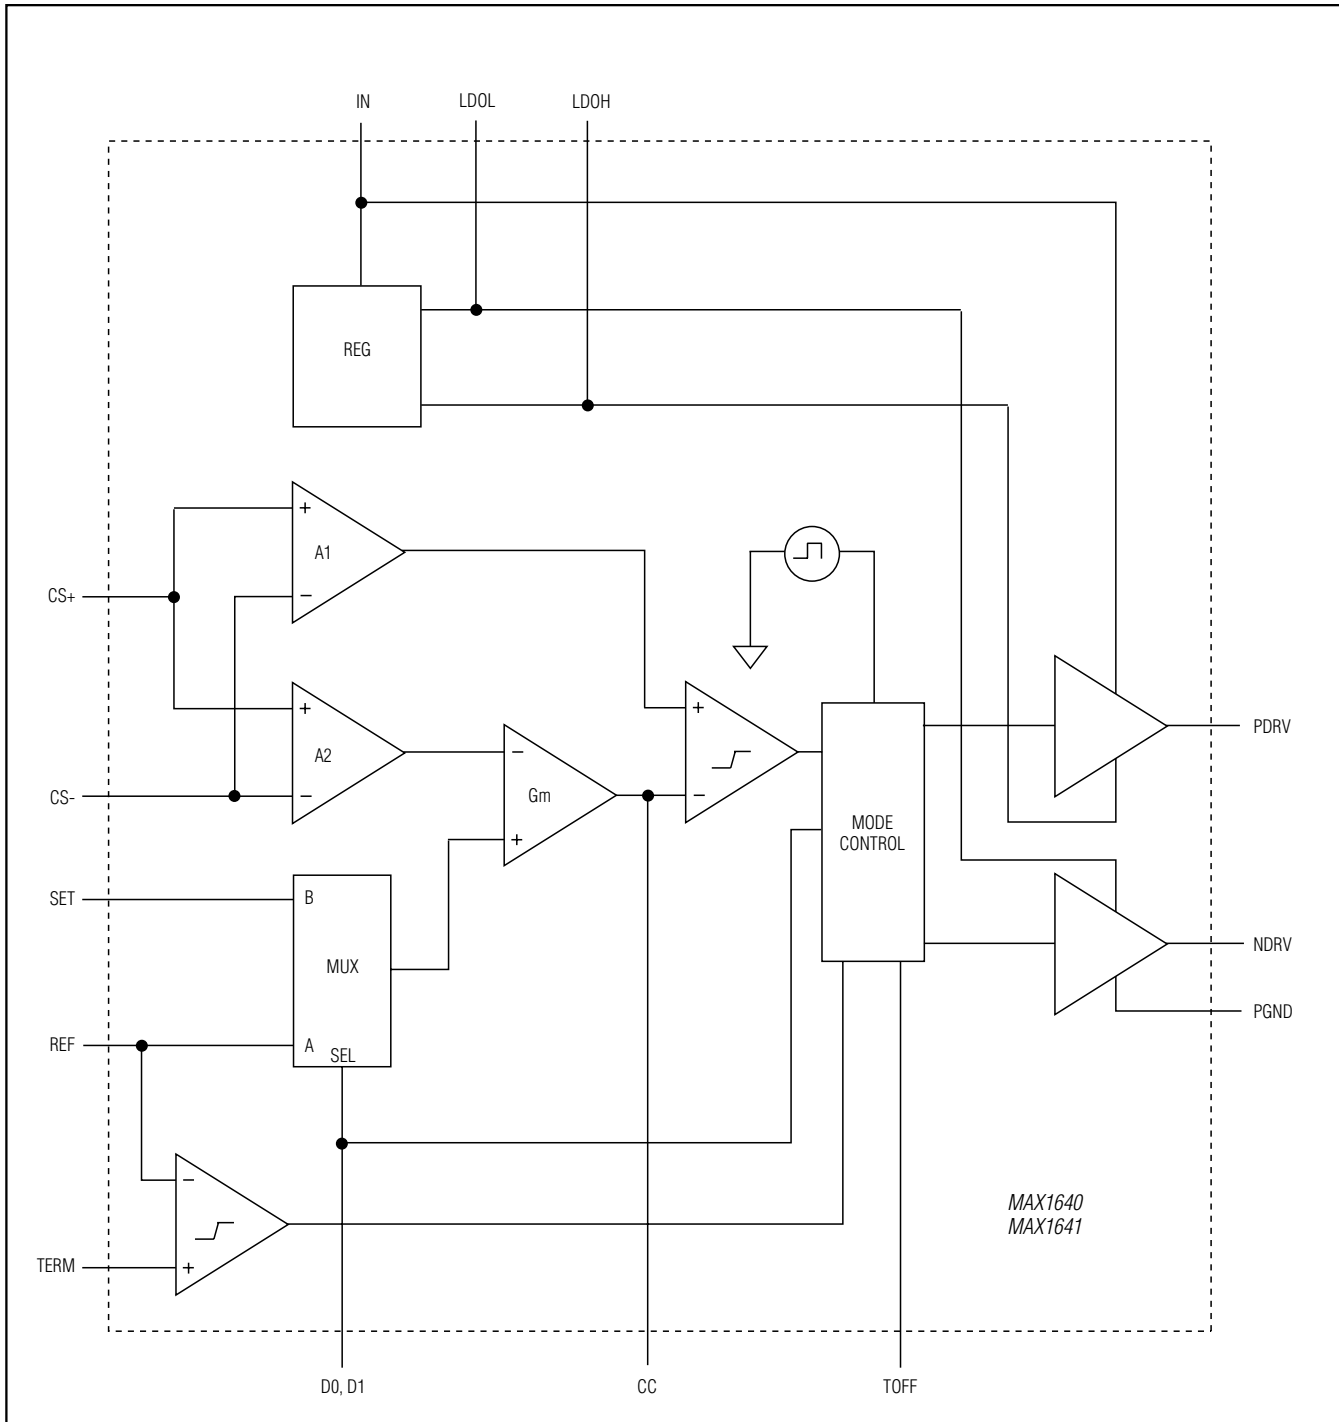 IN
LDOL
LDOH
REG
+
A1
−
CS+
+
A2
−
CS-
−
Gm
+
+
−
MODE
CONTROL
PDRV
NDRV
PGND
SET
B
MUX
REF
A
SEL
−
TERM
+
MAX1640
MAX1641
D0, D1
CC
TOFF